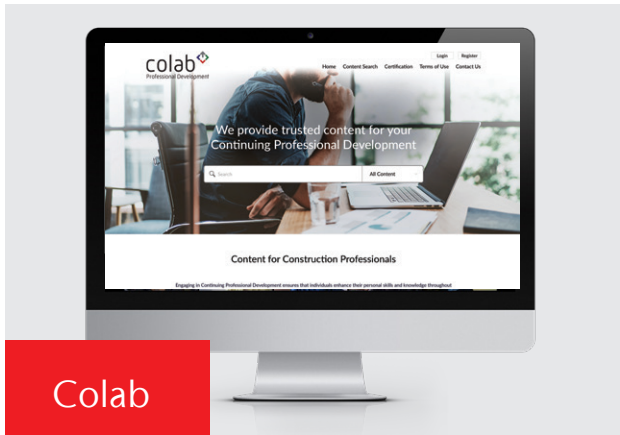 colab
Professional Development
Login Register
Home Content Search Certification Terms of Use Contact Us
We provide trusted content for your
Continuing Professional Development
Search All Content
Content for Construction Professionals
Engaging in Continuing Professional Development ensures that individuals enhance their personal skills and knowledge throughout
Colab